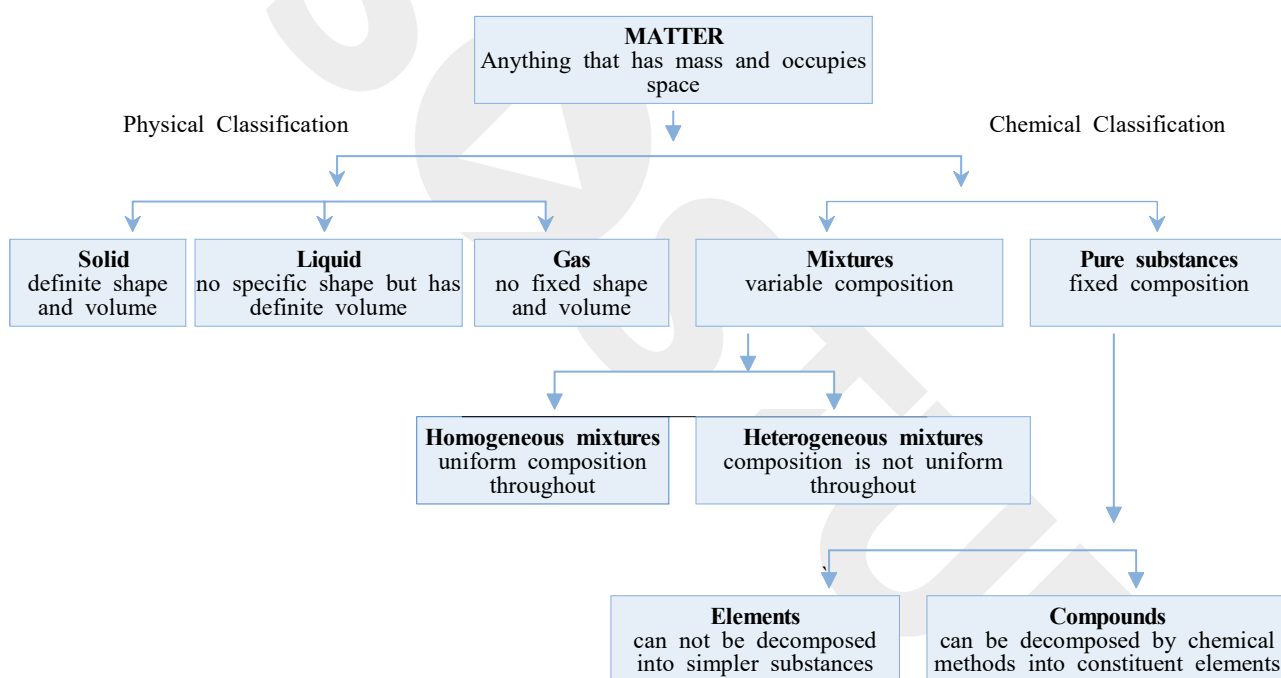 MATTER
Anything that has mass and occupies
space
Physical Classification
Chemical Classification
Solid
definite shape
and volume
Liquid
no specific shape but has
definite volume
Gas
no fixed shape
and volume
Mixtures
variable composition
Pure substances
fixed composition
Homogeneous mixtures
uniform composition
throughout
Heterogeneous mixtures
composition is not uniform
throughout
`
Elements
can not be decomposed
into simpler substances
Compounds
can be decomposed by chemical
methods into constituent elements